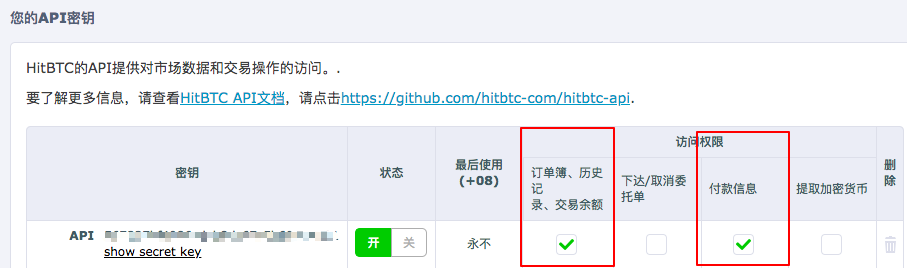 您的API密钥
HitBTC的API提供对市场数据和交易操作的访问。.
要了解更多信息，请查看HitBTC API文档，请点击https://github.com/hitbtc-com/hitbtc-api.
密钥
状态
最后使用
(+08)
访问权限
订单簿、历史
记
录、交易余额
下达/取消委
托单
付款信息
提取加密货币
删
除
API
show secret key
开 关
永不